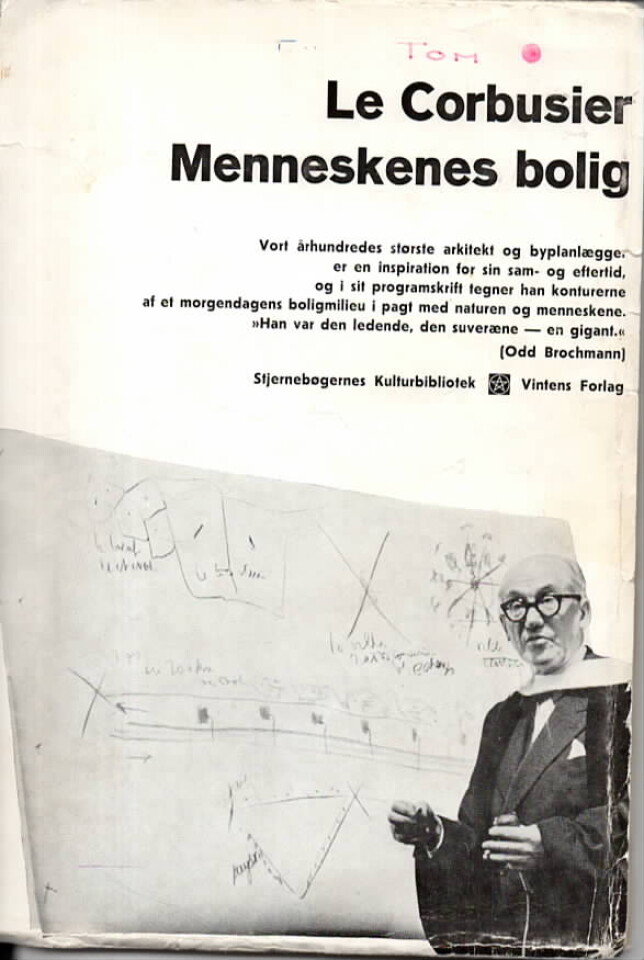 TOM
Le Corbusier
Menneskenes bolig
Vort århundredes største arkitekt og byplanlægge.
er en inspiration for sin sam- og eftertid,
og i sit programskrift tegner han konturerne
af et morgendagens boligmilieu i pagt med naturen og menneskene.
»Han var den ledende, den suveræne — en gigant.«
(Odd Brochmann)
Stjernebøgernes Kulturbibliotek Vintens Forlag